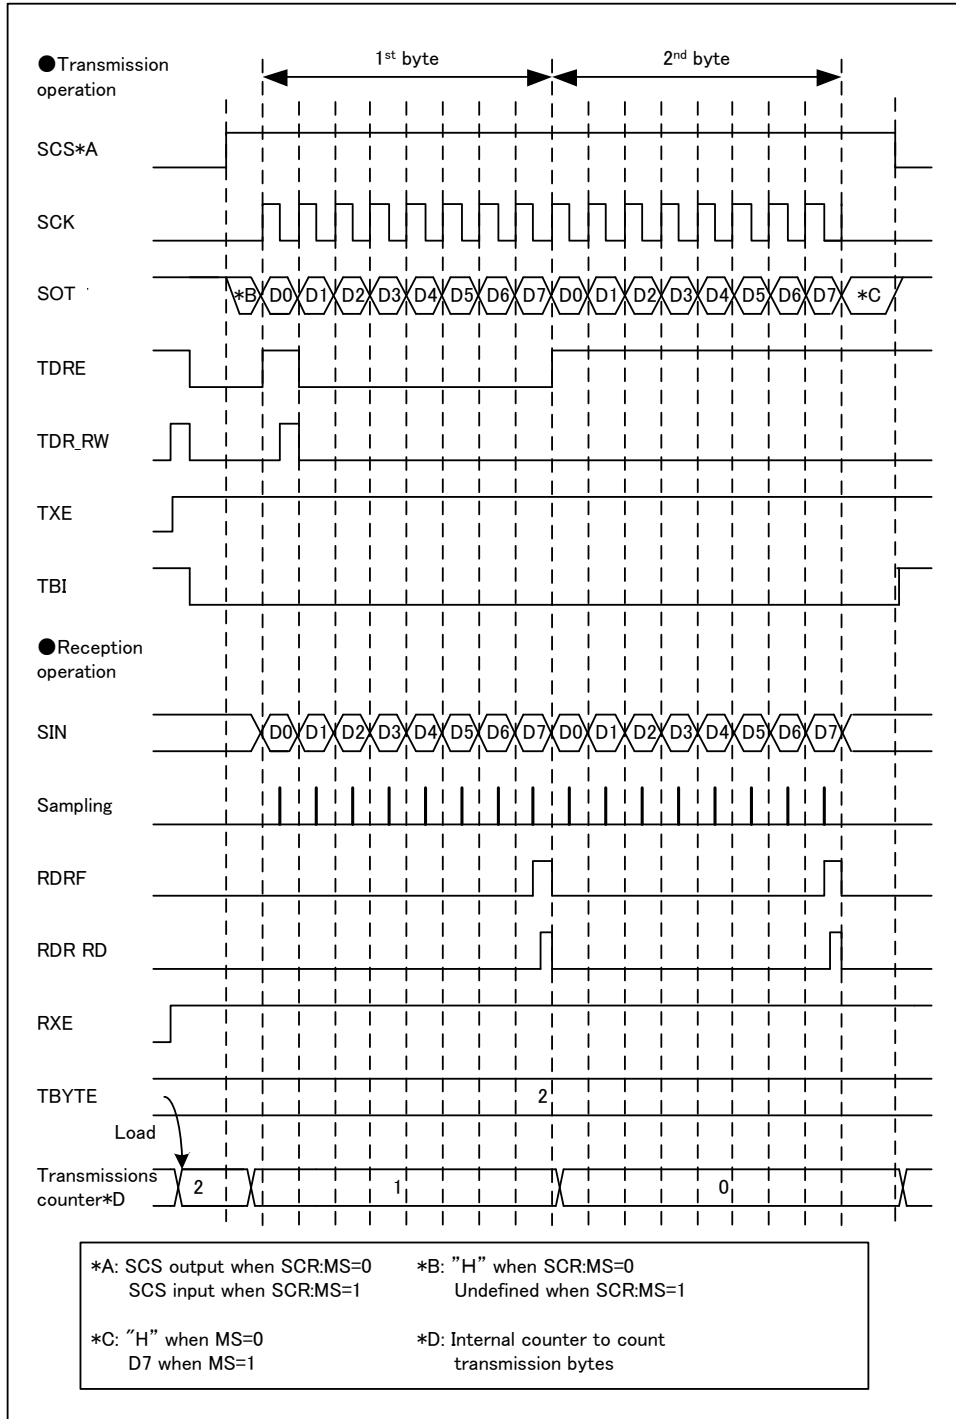 1st byte 2nd byte
●Transmission
operation
SCS*A
SCK
SOT *B D0 D1 D2 D3 D4 D5 D6 D7 D0 D1 D2 D3 D4 D5 D6 D7 *C
TDRE
TDR_RW
TXE
TBI
●Reception
operation
SIN D0 D1 D2 D3 D4 D5 D6 D7 D0 D1 D2 D3 D4 D5 D6 D7
Sampling
RDRF
RDR RD
RXE
TBYTE 2
Load
Transmissions
counter*D 2 1 0
*A: SCS output when SCR:MS=0
SCS input when SCR:MS=1
*B: "H" when SCR:MS=0
Undefined when SCR:MS=1
*C: "H" when MS=0
D7 when MS=1
*D: Internal counter to count
transmission bytes